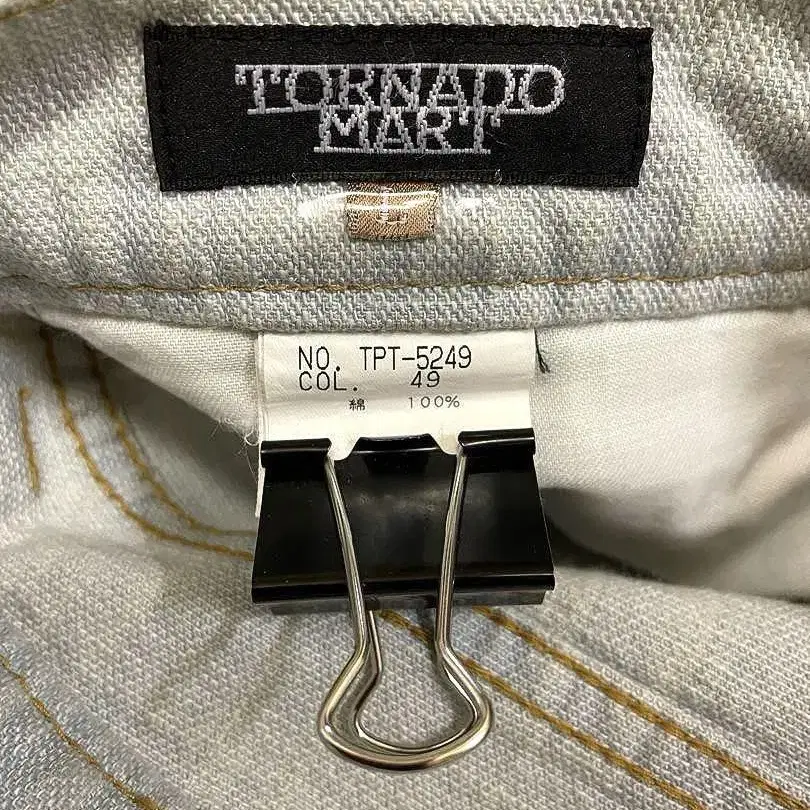 TORNADO
MART
NO. TPT-5249
COL. 49
綿 100%